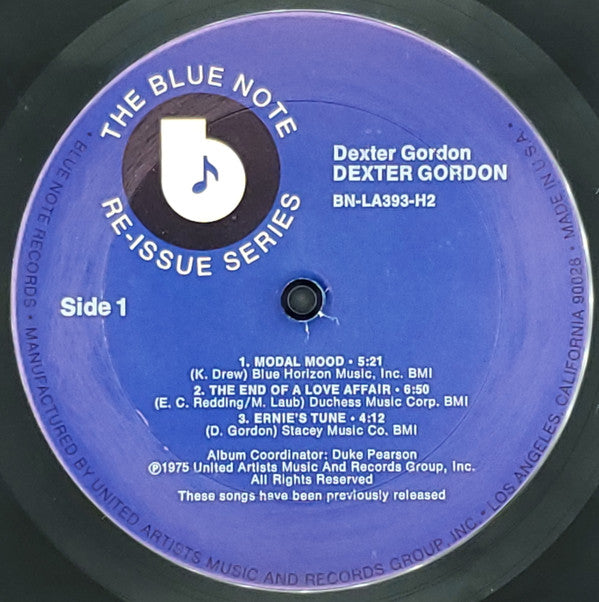 THE BLUE NOTE
b
RE-ISSUE SERIES
Dexter Gordon
DEXTER GORDON
BN-LA393-H2
Side 1
1. MODAL MOOD • 5:21
(K. Drew) Blue Horizon Music, Inc. BMI
2. THE END OF A LOVE AFFAIR • 6:50
(E. C. Redding/M. Laub) Duchess Music Corp. BMI
3. ERNIE'S TUNE • 4:12
(D. Gordon) Stacey Music Co. BMI
Album Coordinator: Duke Pearson
℗1975 United Artists Music And Records Group, Inc.
All Rights Reserved
These songs have been previously released
• BLUE NOTE RECORDS • MANUFACTURED BY UNITED ARTISTS MUSIC AND RECORDS GROUP, INC. • LOS ANGELES, CALIFORNIA 90028 • MADE IN U.S.A.